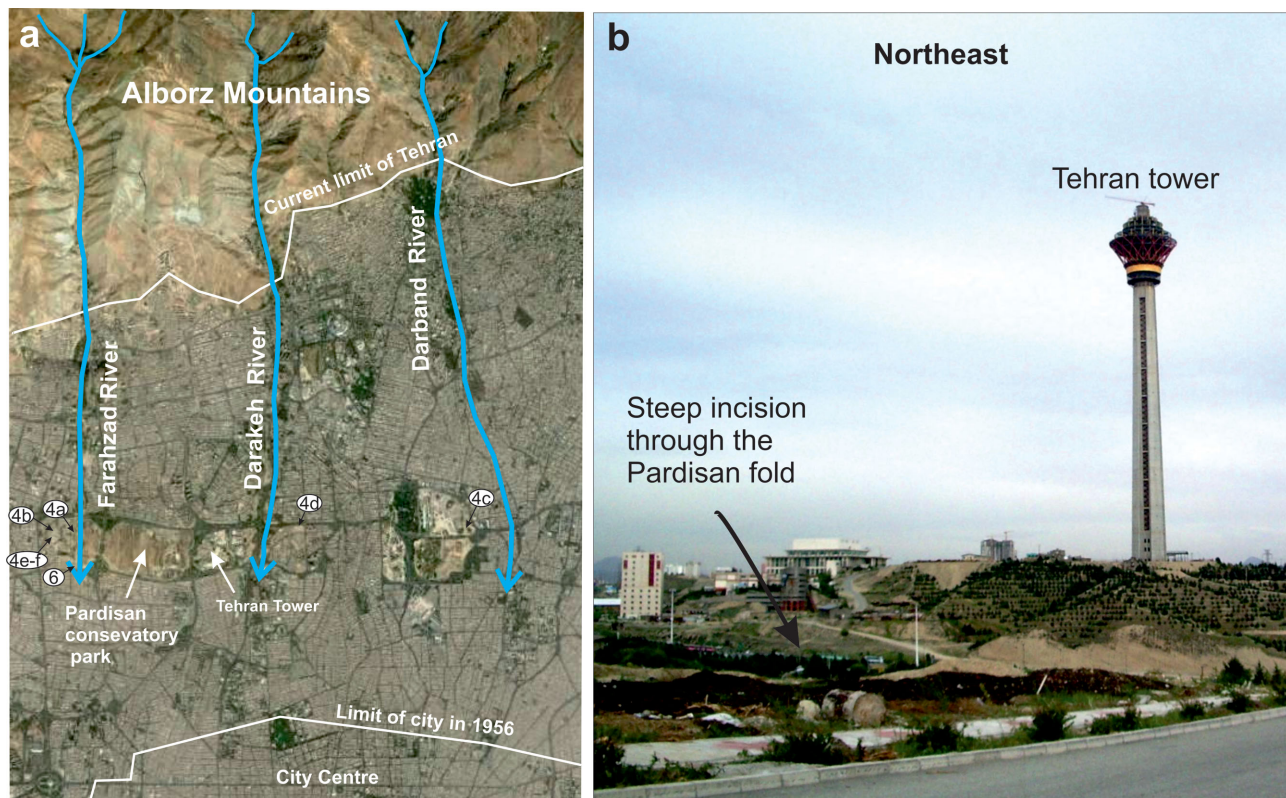 a
Alborz Mountains
Current limit of Tehran
Farahzad River
Darakeh River
Darband River
4b
4a
4d
4c
4e-f
6
Pardisan
consevatory
park
Tehran Tower
Limit of city in 1956
City Centre
b
Northeast
Tehran tower
Steep incision
through the
Pardisan fold